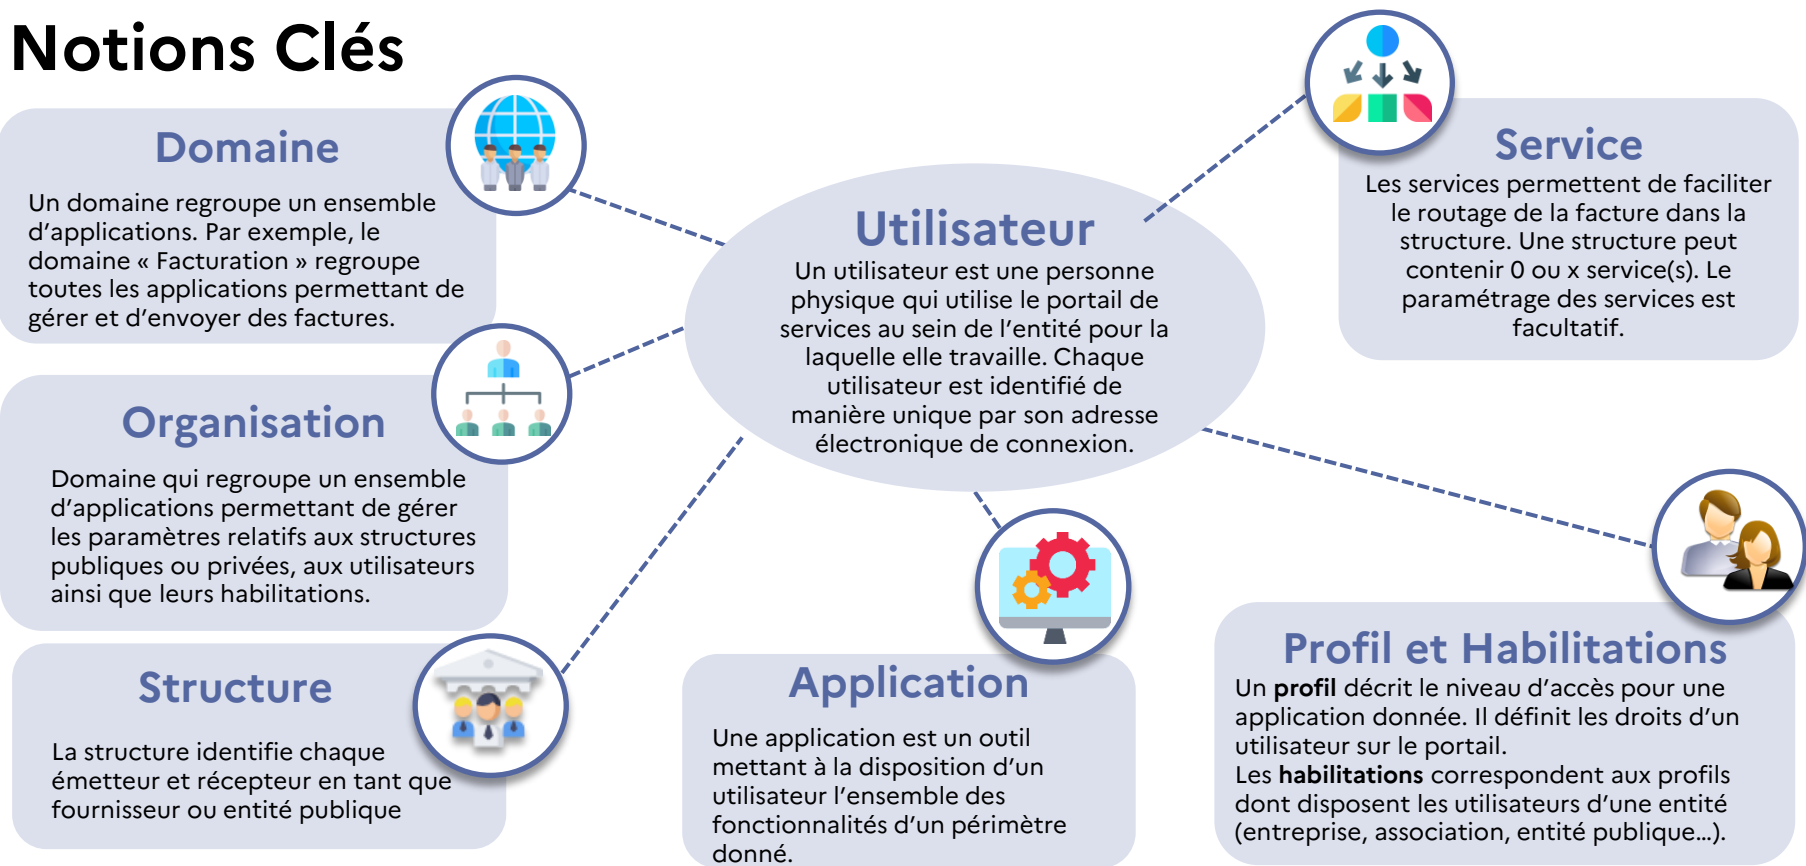 Notions Clés
Domaine
Un domaine regroupe un ensemble
d’applications. Par exemple, le
domaine « Facturation » regroupe
toutes les applications permettant de
gérer et d’envoyer des factures.
Organisation
Domaine qui regroupe un ensemble
d’applications permettant de gérer
les paramètres relatifs aux structures
publiques ou privées, aux utilisateurs
ainsi que leurs habilitations.
Structure
La structure identifie chaque
émetteur et récepteur en tant que
fournisseur ou entité publique
Utilisateur
Un utilisateur est une personne
physique qui utilise le portail de
services au sein de l’entité pour la
laquelle elle travaille. Chaque
utilisateur est identifié de
manière unique par son adresse
électronique de connexion.
Application
Une application est un outil
mettant à la disposition d’un
utilisateur l’ensemble des
fonctionnalités d’un périmètre
donné.
Service
Les services permettent de faciliter
le routage de la facture dans la
structure. Une structure peut
contenir 0 ou x service(s). Le
paramétrage des services est
facultatif.
Profil et Habilitations
Un profil décrit le niveau d’accès pour une
application donnée. Il définit les droits d’un
utilisateur sur le portail.
Les habilitations correspondent aux profils
dont disposent les utilisateurs d’une entité
(entreprise, association, entité publique…).